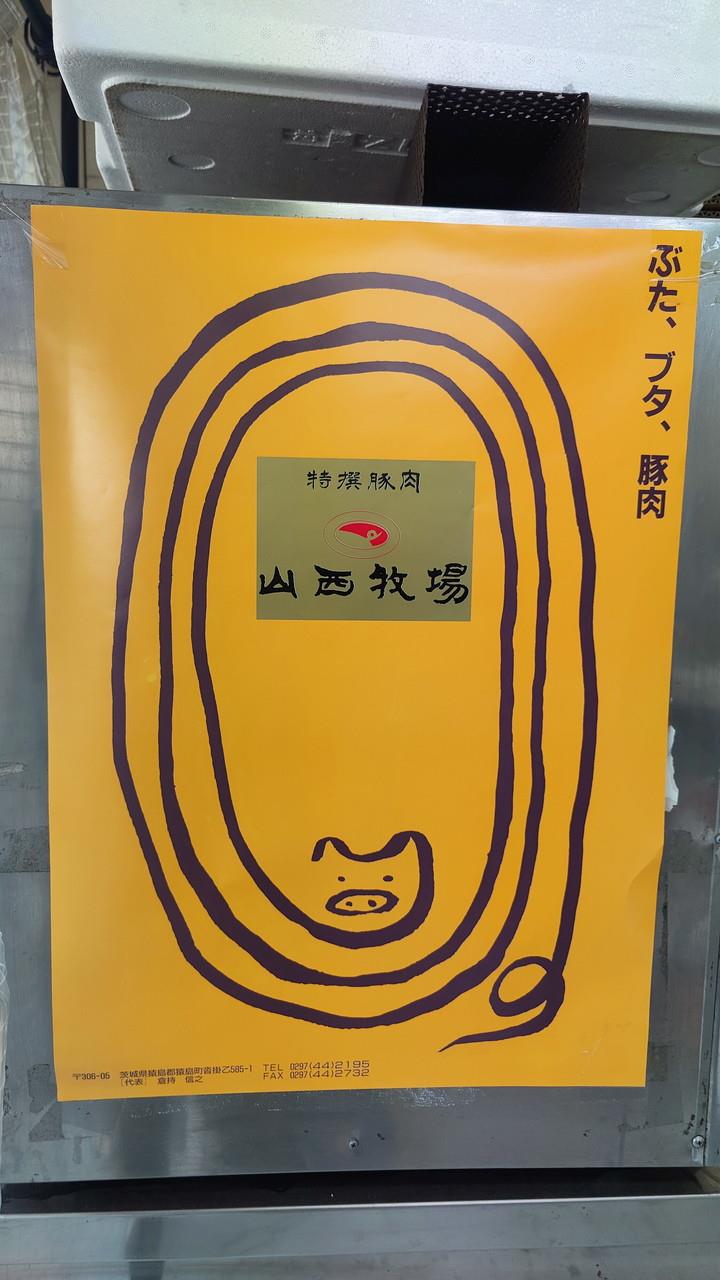 ぶた、ブタ、豚肉
特撰豚肉
山西牧場
〒306-05 茨城県猿島郡猿島町沓掛乙585-1 TEL 0297(44)2195
［代表］ 倉持 信之 FAX 0297(44)2732